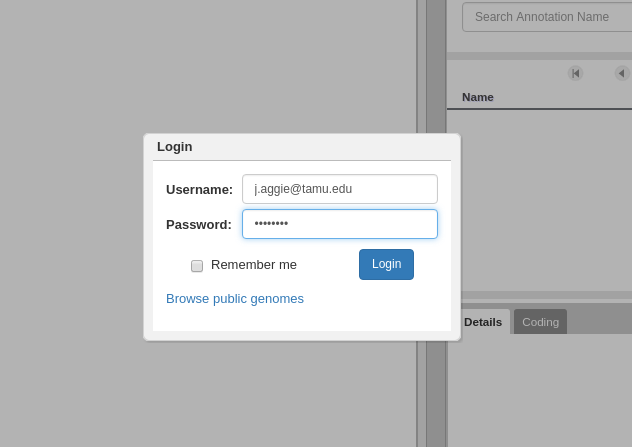 Search Annotation Name
Name
Login
Username: j.aggie@tamu.edu
Password: ••••••••
Remember me
Login
Browse public genomes
Details
Coding